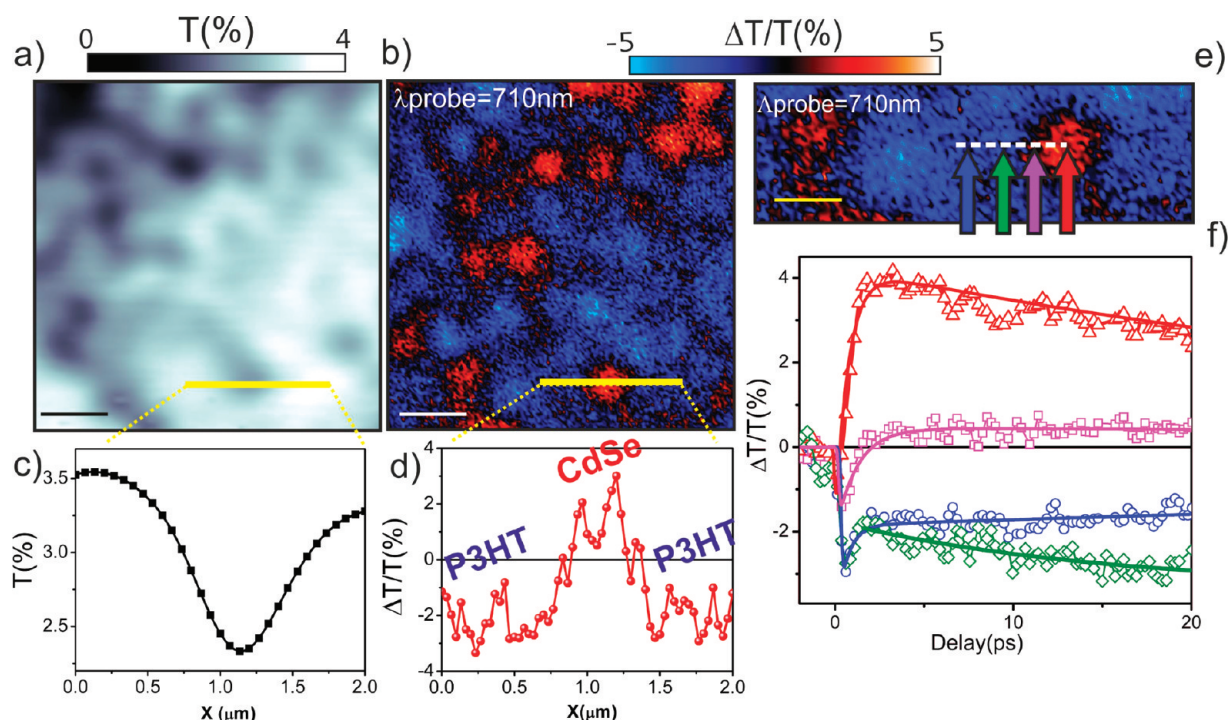 a)
T(%)
0
4
b)
ΔT/T(%)
-5
5
λprobe=710nm
e)
Λprobe=710nm
c)
T(%)
3.5
3.0
2.5
0.0 0.5 1.0 1.5 2.0
X (μm)
d)
ΔT/T(%)
4
2
0
-2
-4
CdSe
P3HT
P3HT
0.0 0.5 1.0 1.5 2.0
X(μm)
f)
ΔT/T(%)
4
2
0
-2
0 10 20
Delay(ps)